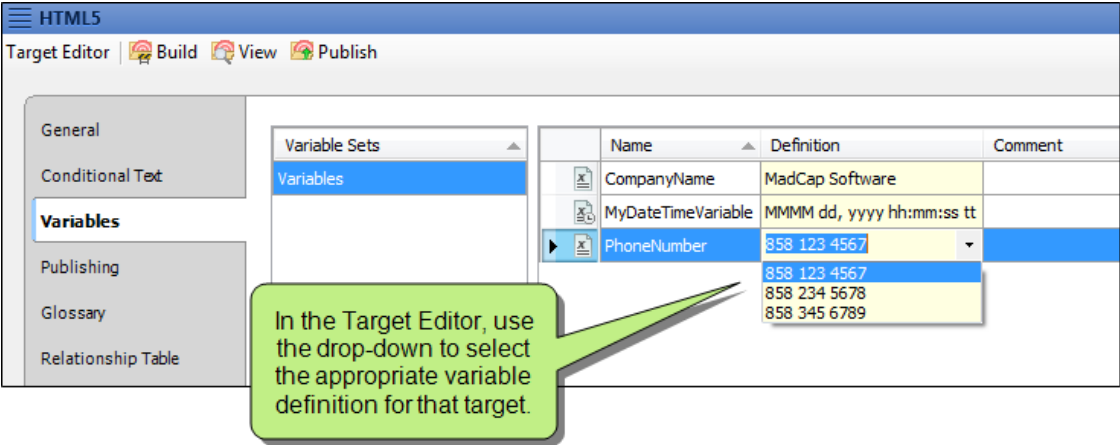 HTML5
Target Editor Build View Publish
General
Conditional Text
Variables
Publishing
Glossary
Relationship Table
Variable Sets
Variables
Name Definition Comment
CompanyName MadCap Software
MyDateTimeVariable MMMM dd, yyyy hh:mm:ss tt
PhoneNumber 858 123 4567
858 123 4567
858 234 5678
858 345 6789
In the Target Editor, use
the drop-down to select
the appropriate variable
definition for that target.